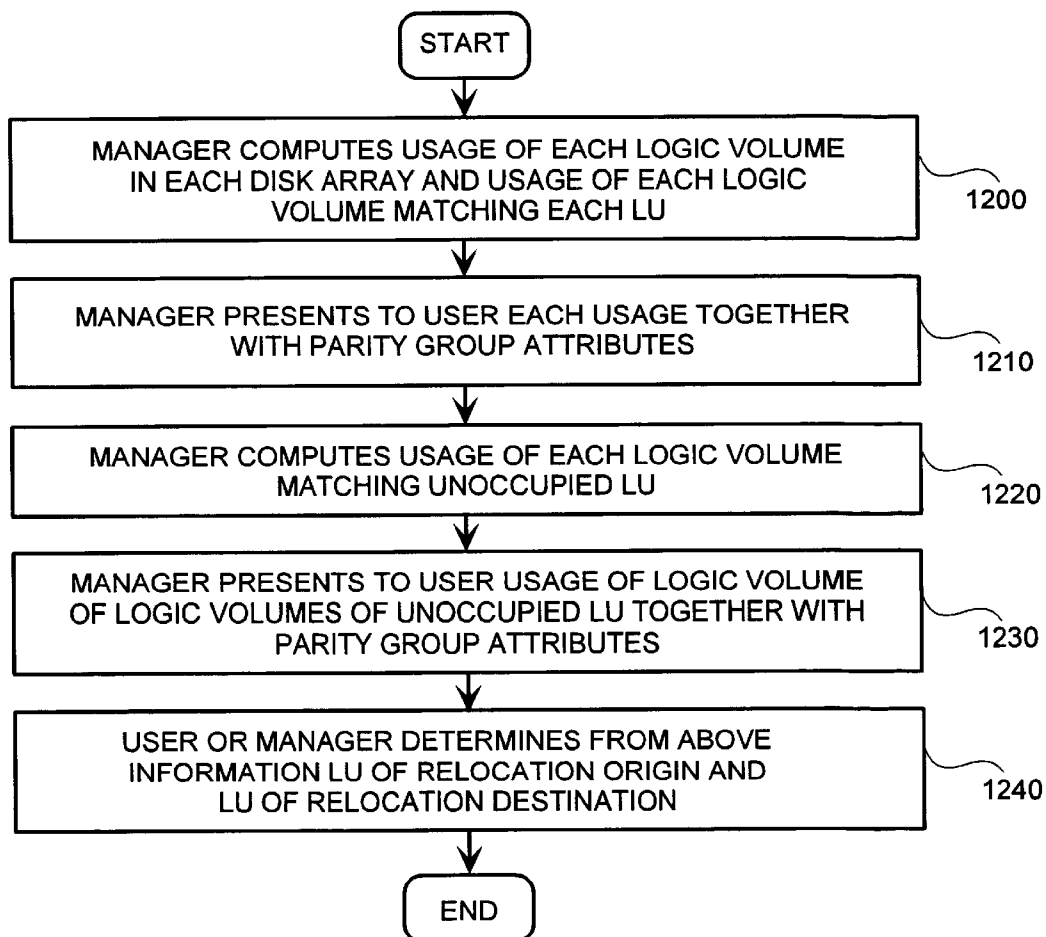 START
MANAGER COMPUTES USAGE OF EACH LOGIC VOLUME
IN EACH DISK ARRAY AND USAGE OF EACH LOGIC
VOLUME MATCHING EACH LU
1200
MANAGER PRESENTS TO USER EACH USAGE TOGETHER
WITH PARITY GROUP ATTRIBUTES
1210
MANAGER COMPUTES USAGE OF EACH LOGIC VOLUME
MATCHING UNOCCUPIED LU
1220
MANAGER PRESENTS TO USER USAGE OF LOGIC VOLUME
OF LOGIC VOLUMES OF UNOCCUPIED LU TOGETHER WITH
PARITY GROUP ATTRIBUTES
1230
USER OR MANAGER DETERMINES FROM ABOVE
INFORMATION LU OF RELOCATION ORIGIN AND
LU OF RELOCATION DESTINATION
1240
END